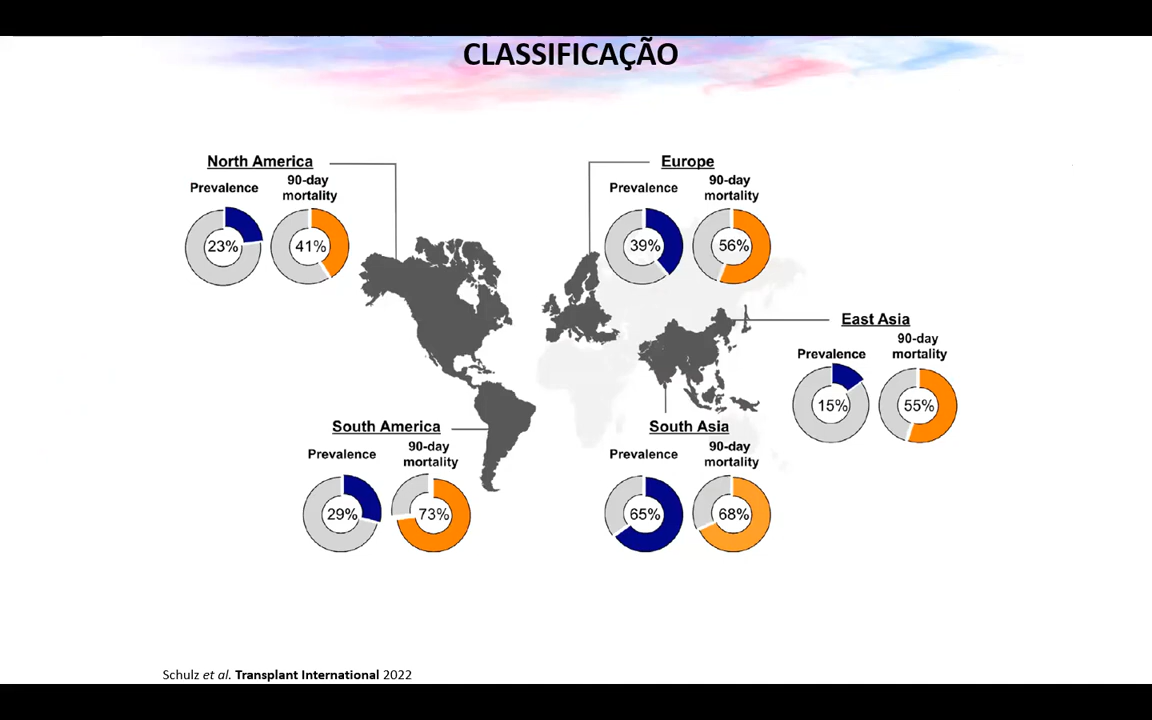 CLASSIFICAÇÃO
North America
Prevalence
90-day
mortality
23%
41%
Europe
Prevalence
90-day
mortality
39%
56%
East Asia
Prevalence
90-day
mortality
15%
55%
South America
Prevalence
90-day
mortality
29%
73%
South Asia
Prevalence
90-day
mortality
65%
68%
Schulz et al. Transplant International 2022